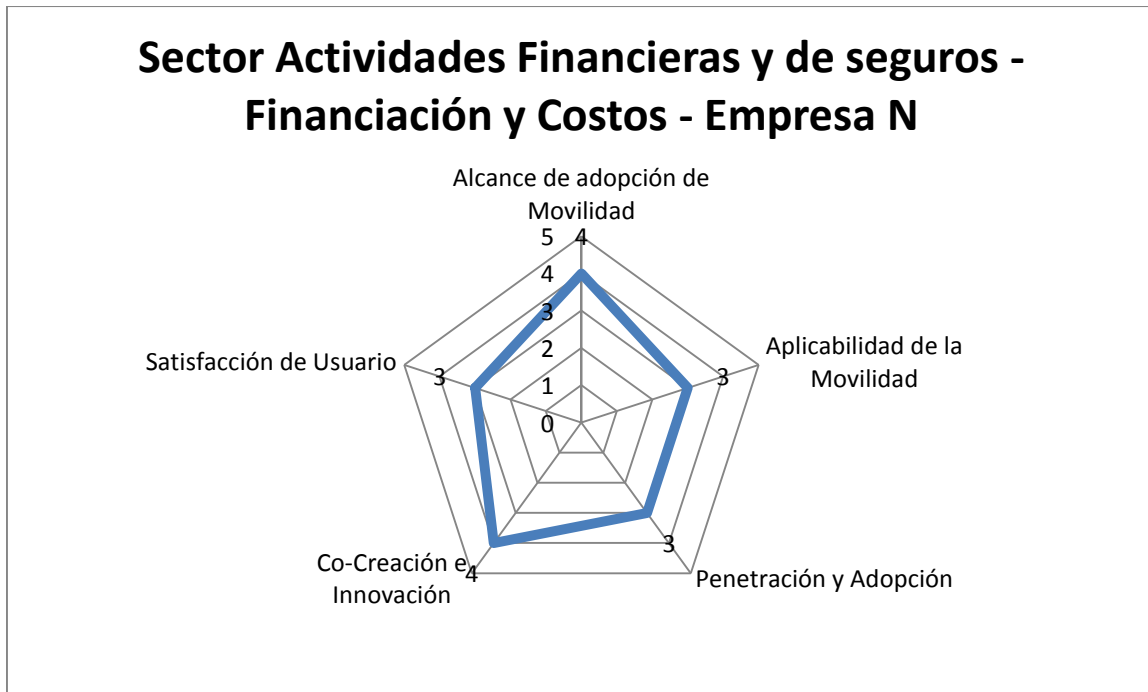 Sector Actividades Financieras y de seguros -
Financiación y Costos - Empresa N
Alcance de adopción de
Movilidad
5 4
4
3
2
1
0
Aplicabilidad de la
Movilidad
3
Penetración y Adopción
3
Co-Creación e
Innovación
4
Satisfacción de Usuario
3